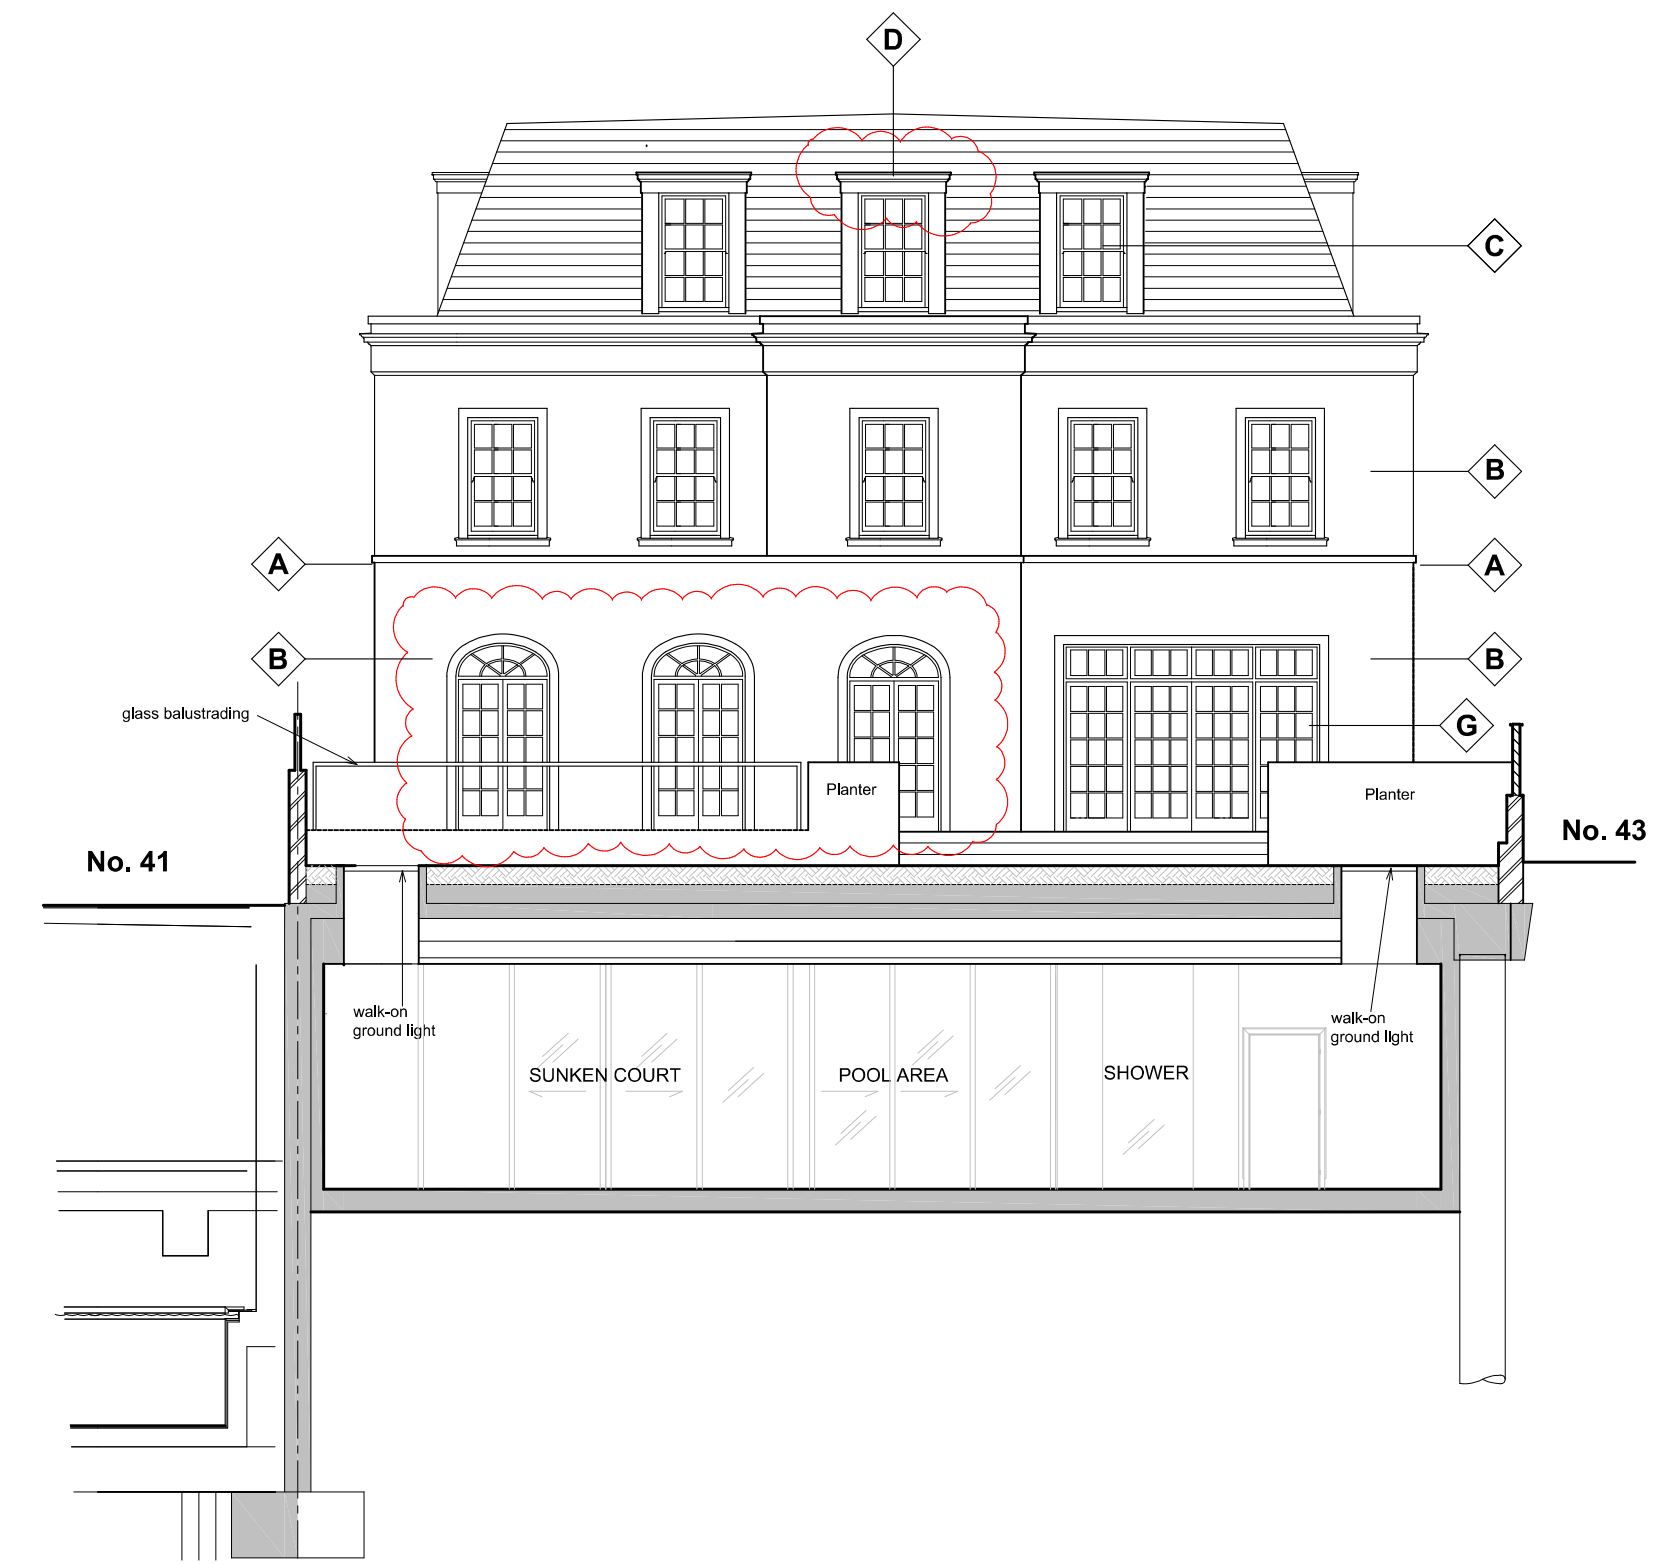 D
C
B
A
A
B
B
glass balustrading
G
Planter
Planter
No. 41
No. 43
walk-on
ground light
walk-on
ground light
SUNKEN COURT
POOL AREA
SHOWER